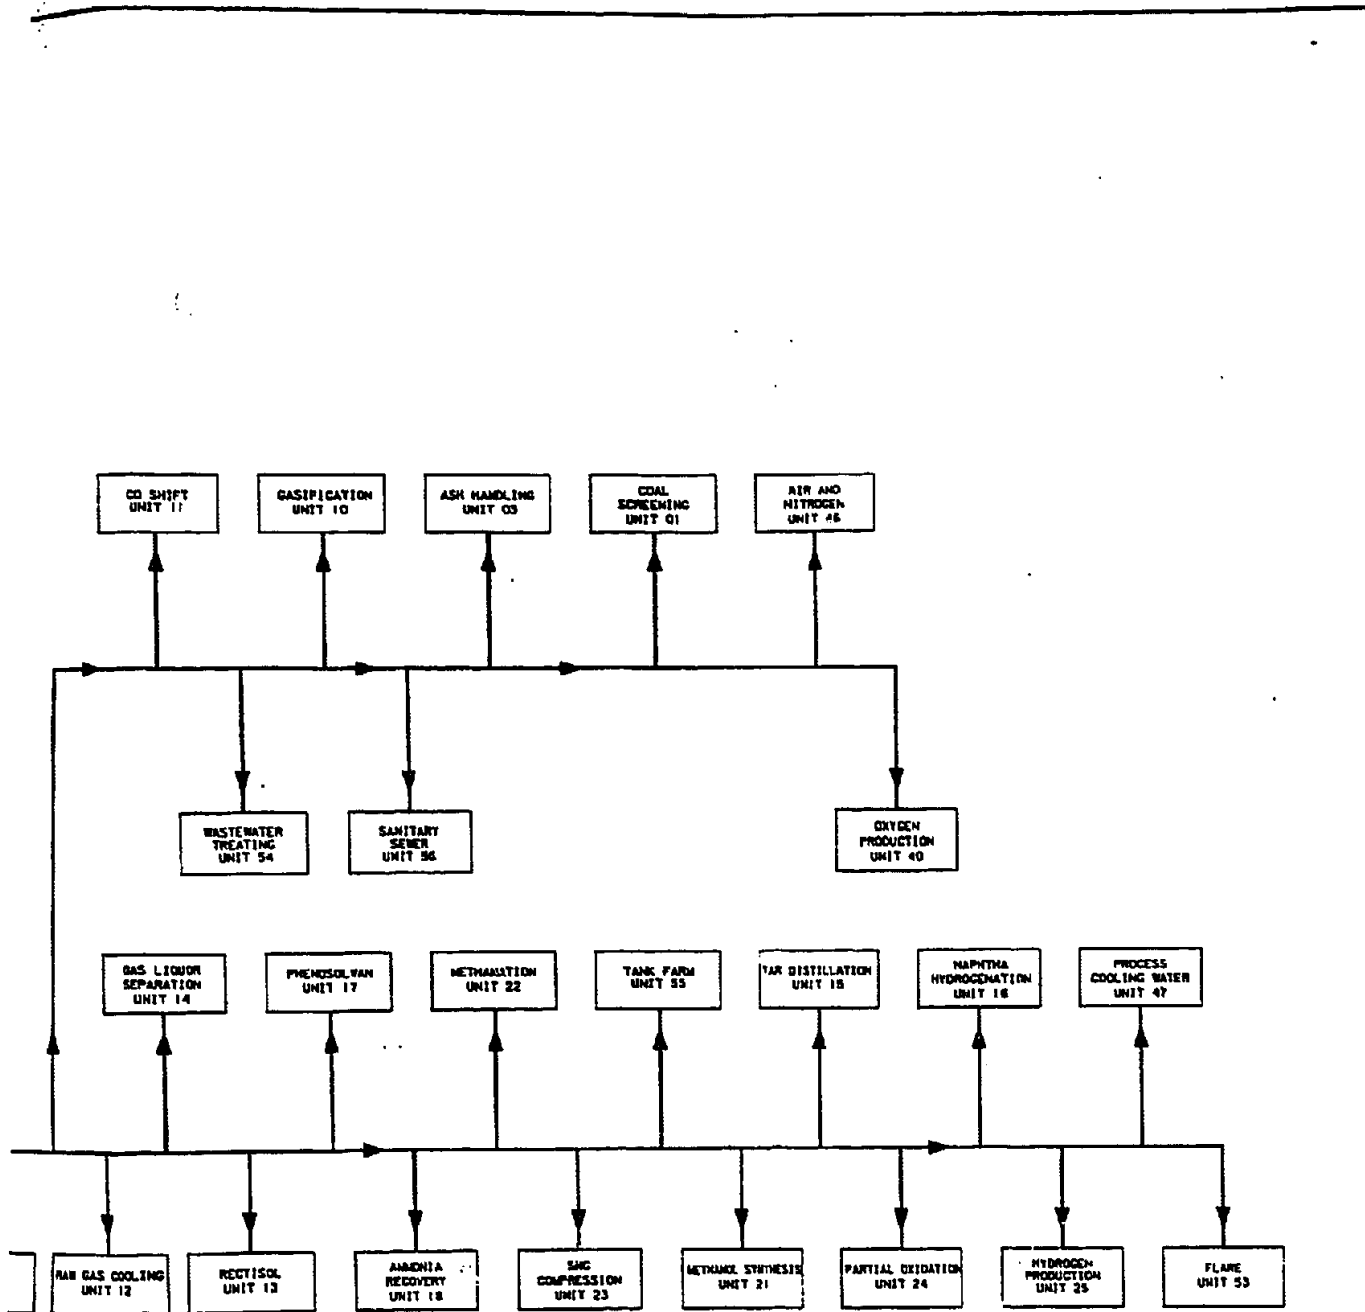 CO SHIFT
UNIT 11
GASIFICATION
UNIT 10
ASH HANDLING
UNIT 03
COAL
SCREENING
UNIT 01
AIR AND
NITROGEN
UNIT 46
WASTEWATER
TREATING
UNIT 54
SANITARY
SEWER
UNIT 56
OXYGEN
PRODUCTION
UNIT 40
GAS LIQUOR
SEPARATION
UNIT 14
PHENOSOLVAN
UNIT 17
METHANATION
UNIT 22
TANK FARM
UNIT 55
TAR DISTILLATION
UNIT 15
NAPHTHA
HYDROGENATION
UNIT 16
PROCESS
COOLING WATER
UNIT 47
RAW GAS COOLING
UNIT 12
RECTISOL
UNIT 13
AMMONIA
RECOVERY
UNIT 18
SNG
COMPRESSION
UNIT 23
METHANOL SYNTHESIS
UNIT 21
PARTIAL OXIDATION
UNIT 24
HYDROGEN
PRODUCTION
UNIT 25
FLARE
UNIT 53